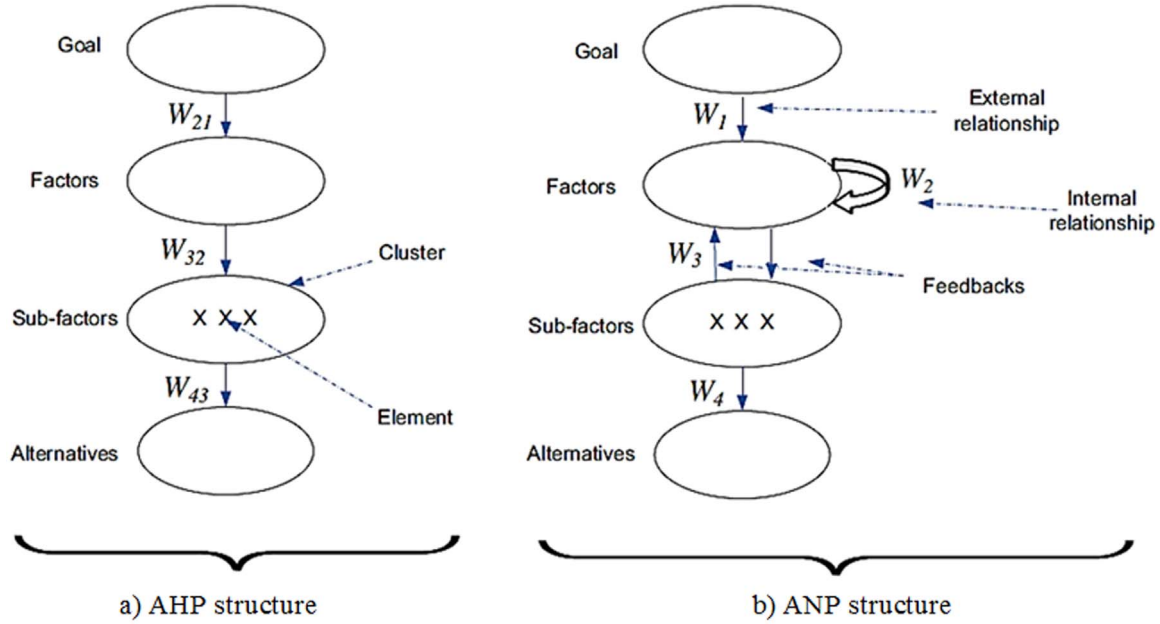 Goal
W21
Factors
W32
Cluster
Sub-factors
X X X
W43
Element
Alternatives
a) AHP structure
Goal
W1
External
relationship
Factors
W2
Internal
relationship
W3
Feedbacks
Sub-factors
X X X
W4
Alternatives
b) ANP structure